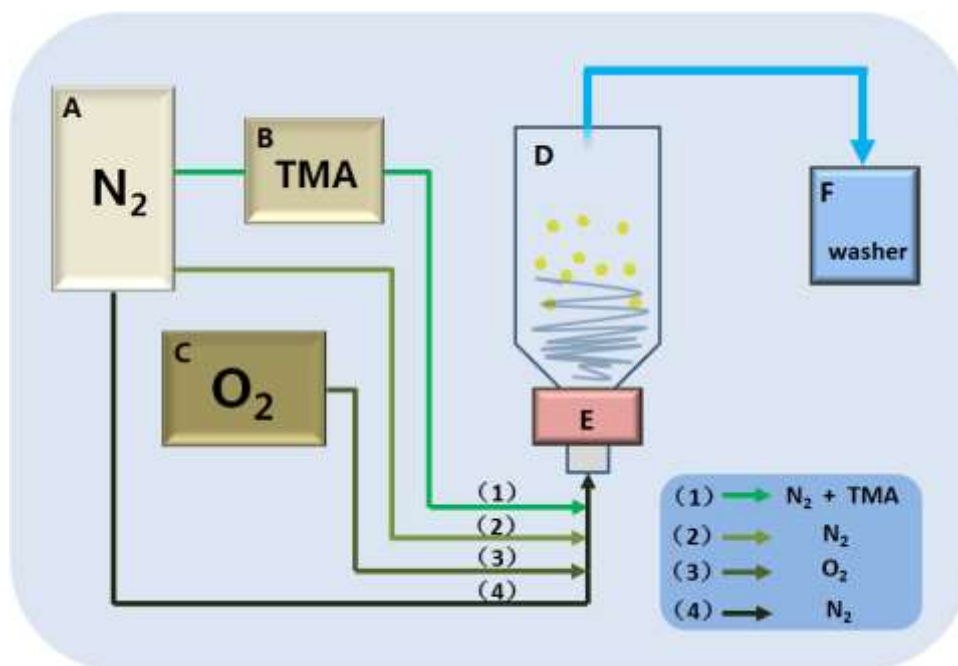 A
N₂
B
TMA
C
O₂
D
E
F
washer
(1)
(2)
(3)
(4)
(1) N₂ + TMA
(2) N₂
(3) O₂
(4) N₂